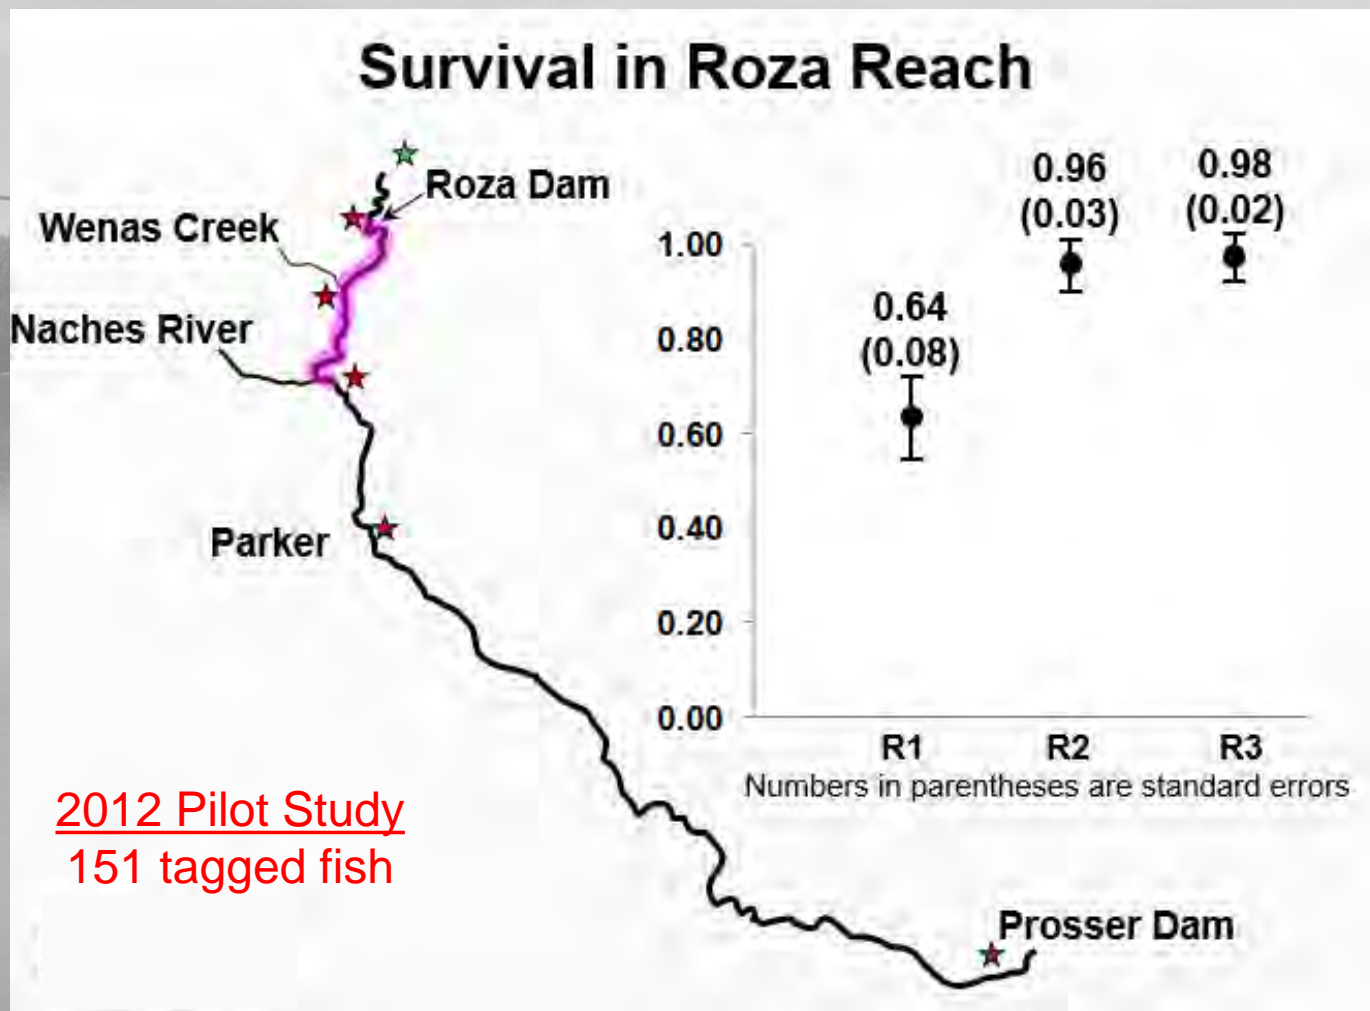 Survival in Roza Reach
Roza Dam
Wenas Creek
Naches River
Parker
Prosser Dam
2012 Pilot Study
151 tagged fish
0.64
(0.08)
0.96
(0.03)
0.98
(0.02)
1.00
0.80
0.60
0.40
0.20
0.00
R1 R2 R3
Numbers in parentheses are standard errors